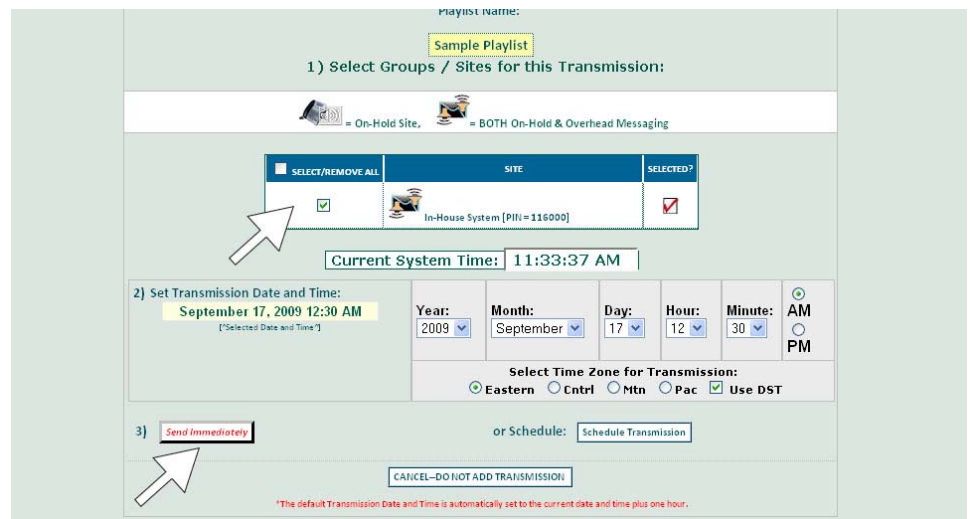 Playlist Name:
Sample Playlist
1) Select Groups / Sites for this Transmission:
= On-Hold Site, = BOTH On-Hold & Overhead Messaging
SELECT/REMOVE ALL SITE SELECTED?
In-House System [PIN=116000]
Current System Time: 11:33:37 AM
2) Set Transmission Date and Time:
September 17, 2009 12:30 AM
["Selected Date and Time"]
Year: Month: Day: Hour: Minute: AM
2009 September 17 12 30 PM
Select Time Zone for Transmission:
Eastern Cntrl Mtn Pac Use DST
3) Send Immediately or Schedule: Schedule Transmission
CANCEL--DO NOT ADD TRANSMISSION
*The default Transmission Date and Time is automatically set to the current date and time plus one hour.